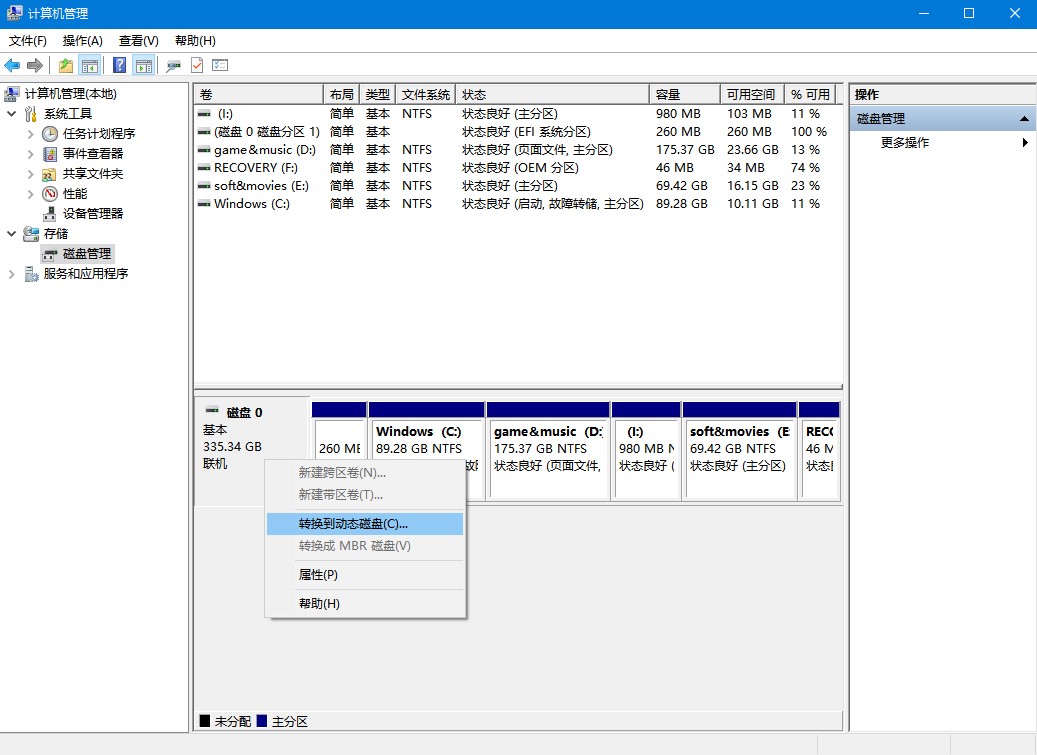 计算机管理
文件(F) 操作(A) 查看(V) 帮助(H)
计算机管理(本地)
系统工具
任务计划程序
事件查看器
共享文件夹
性能
设备管理器
存储
磁盘管理
服务和应用程序
卷 布局 类型 文件系统 状态 容量 可用空间 % 可用
(I:) 简单 基本 NTFS 状态良好 (主分区) 980 MB 103 MB 11 %
(磁盘 0 磁盘分区 1) 简单 基本 状态良好 (EFI 系统分区) 260 MB 260 MB 100 %
game&music (D:) 简单 基本 NTFS 状态良好 (页面文件, 主分区) 175.37 GB 23.66 GB 13 %
RECOVERY (F:) 简单 基本 NTFS 状态良好 (OEM 分区) 46 MB 34 MB 74 %
soft&movies (E:) 简单 基本 NTFS 状态良好 (主分区) 69.42 GB 16.15 GB 23 %
Windows (C:) 简单 基本 NTFS 状态良好 (启动, 故障转储, 主分区) 89.28 GB 10.11 GB 11 %
磁盘 0
基本
335.34 GB
联机
260 ME
Windows (C:)
89.28 GB NTFS
game&music (D:
175.37 GB NTFS
状态良好 (页面文件,
(I:)
980 MB N
状态良好 (
soft&movies (E
69.42 GB NTFS
状态良好 (主分区)
REC
46 M
状态
新建跨区卷(N)...
新建带区卷(T)...
转换到动态磁盘(C)...
转换成 MBR 磁盘(V)
属性(P)
帮助(H)
未分配 主分区
操作
磁盘管理
更多操作